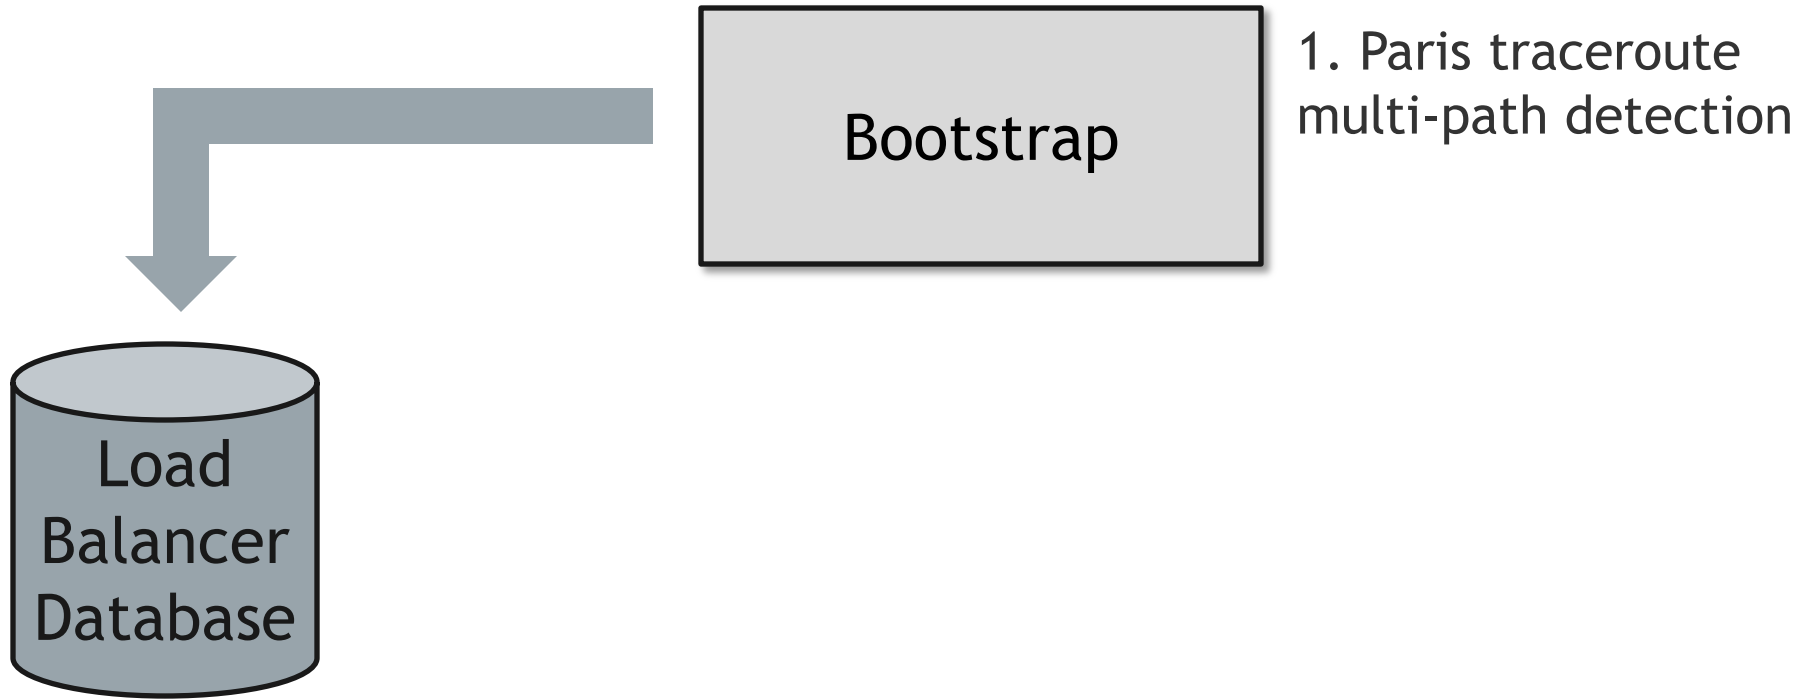 Bootstrap
1. Paris traceroute
multi-path detection
Load
Balancer
Database